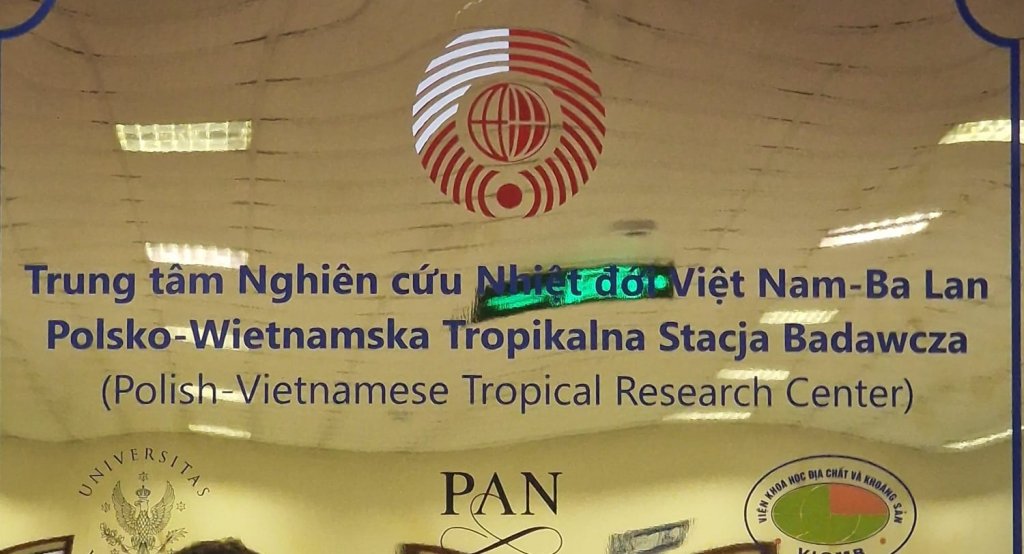 Trung tâm Nghiên cứu Nhiệt đới Việt Nam-Ba Lan
Polsko-Wietnamska Tropikalna Stacja Badawcza
(Polish-Vietnamese Tropical Research Center)
UNIVERSITAS
PAN
VIỆN KHOA HỌC ĐỊA CHẤT VÀ KHOÁNG SẢN